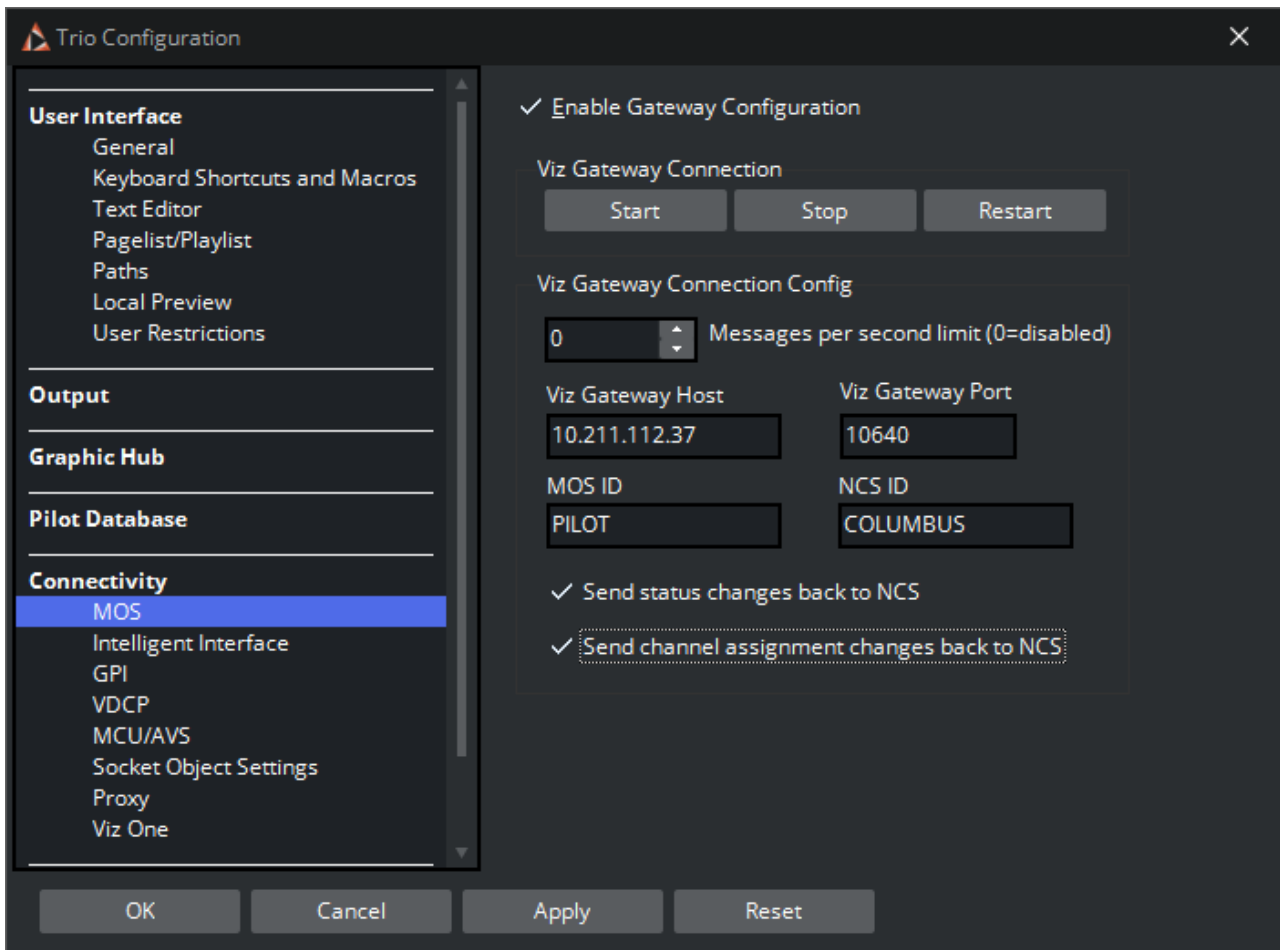 Trio Configuration
User Interface
General
Keyboard Shortcuts and Macros
Text Editor
Pagelist/Playlist
Paths
Local Preview
User Restrictions
Output
Graphic Hub
Pilot Database
Connectivity
MOS
Intelligent Interface
GPI
VDCP
MCU/AVS
Socket Object Settings
Proxy
Viz One
Enable Gateway Configuration
Viz Gateway Connection
Start Stop Restart
Viz Gateway Connection Config
0 Messages per second limit (0=disabled)
Viz Gateway Host Viz Gateway Port
10.211.112.37 10640
MOS ID NCS ID
PILOT COLUMBUS
Send status changes back to NCS
Send channel assignment changes back to NCS
OK Cancel Apply Reset